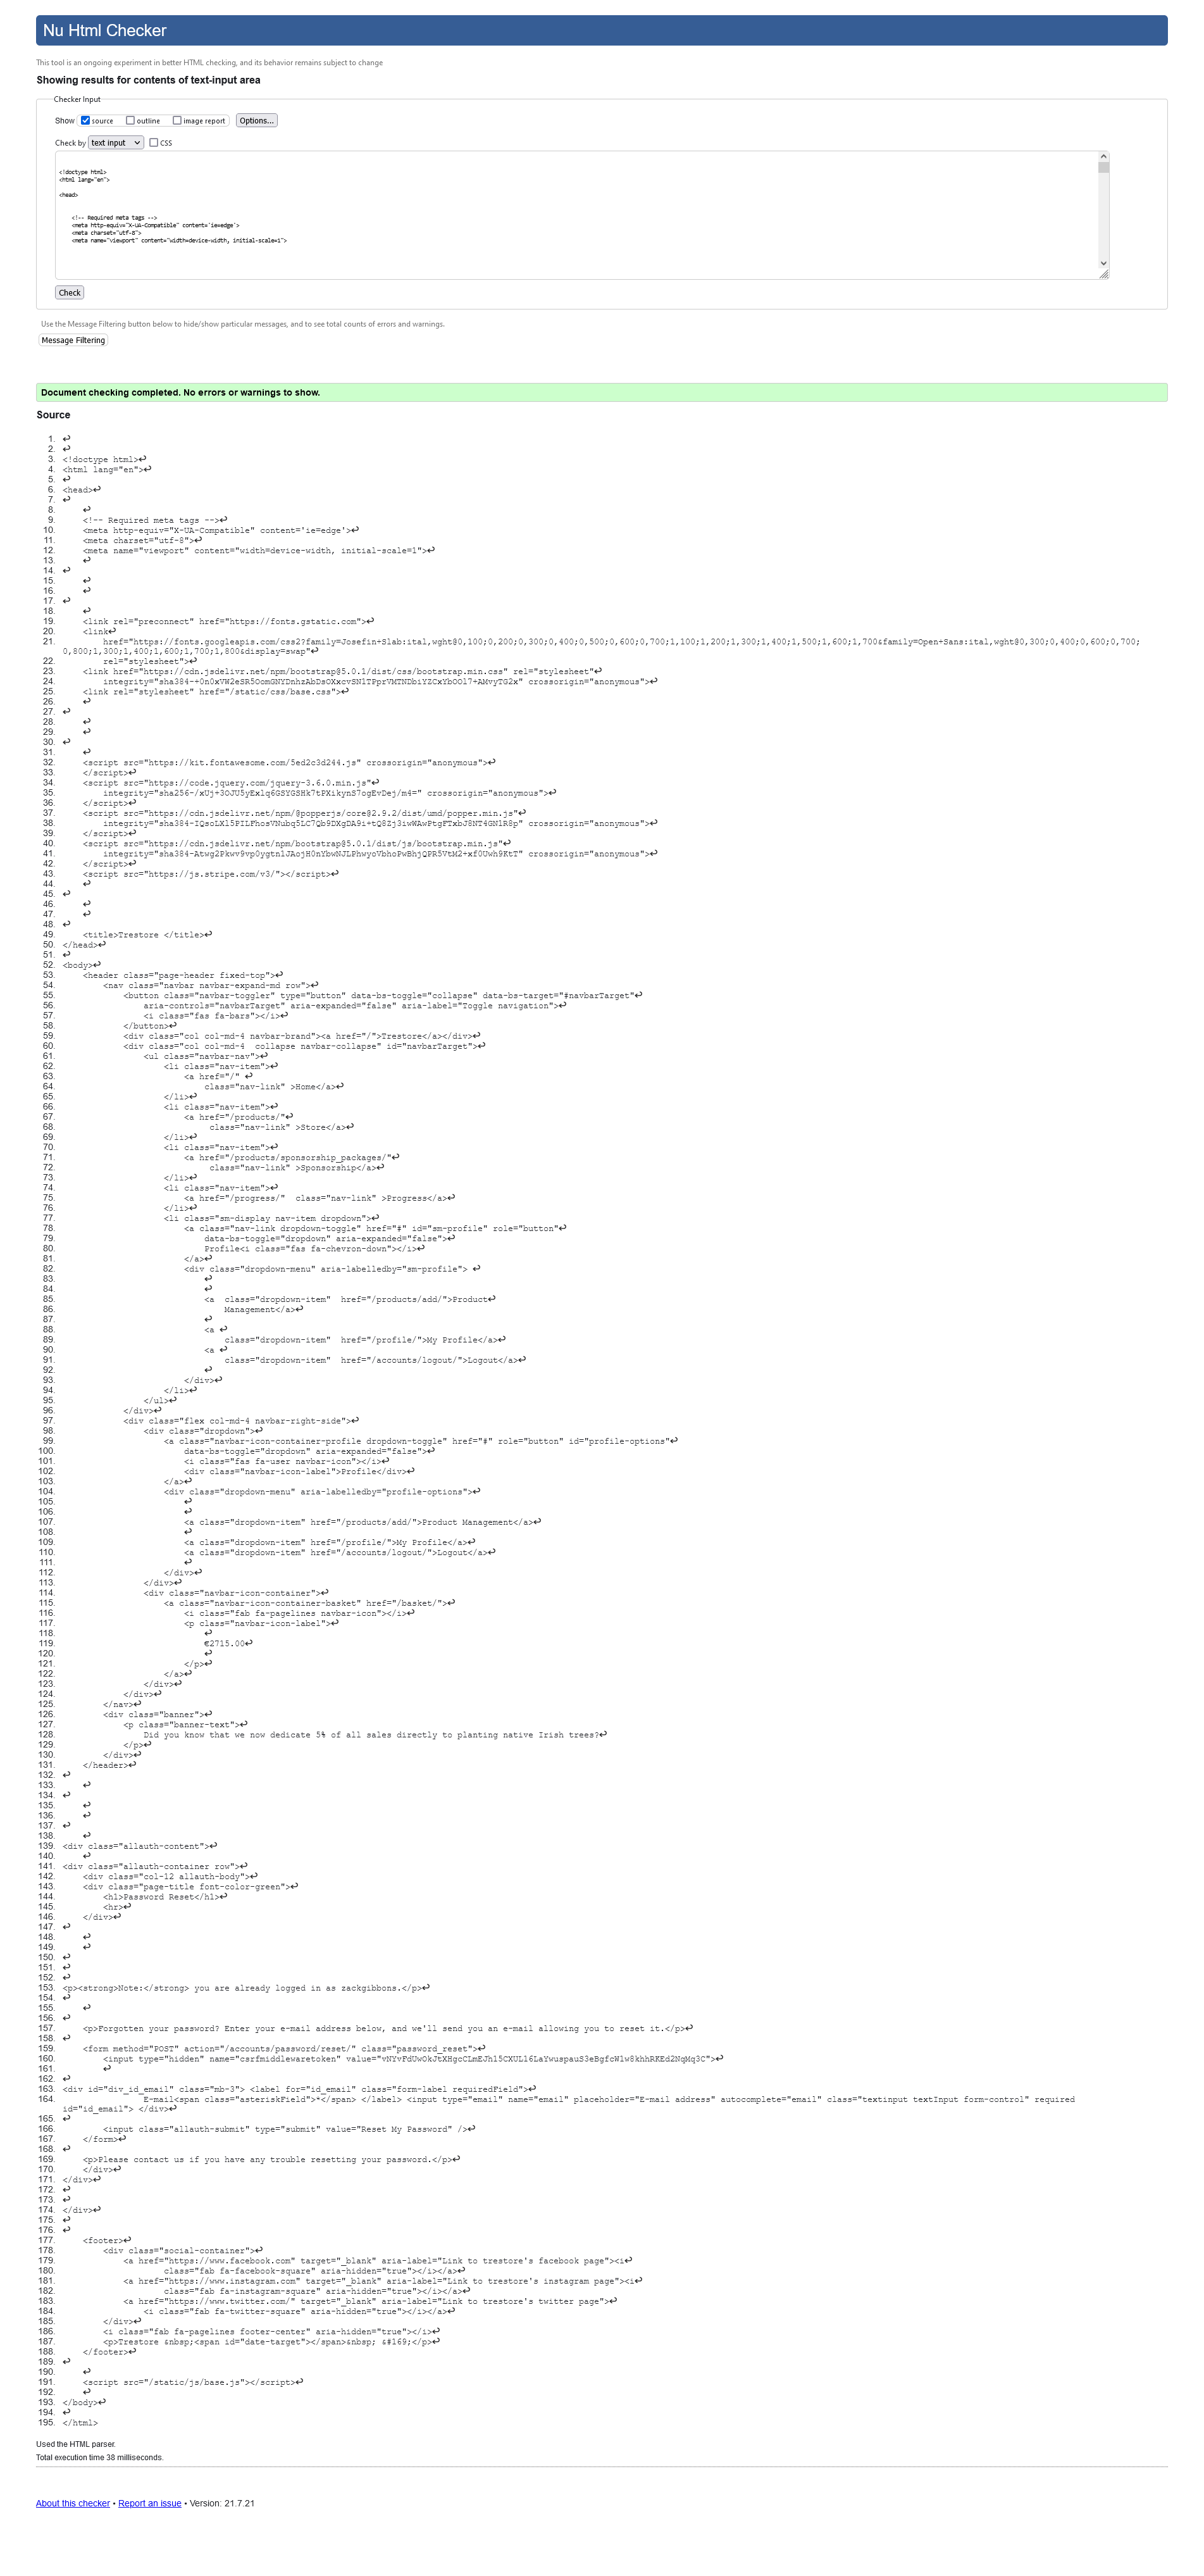 Nu Html Checker
This tool is an ongoing experiment in better HTML checking, and its behavior remains subject to change
Showing results for contents of text-input area
Checker Input
Show source outline image report Options...
Check by text input CSS
<!doctype html>
<html lang="en">
<head>
<!-- Required meta tags -->
<meta http-equiv="X-UA-Compatible" content='ie=edge'>
<meta charset="utf-8">
<meta name="viewport" content="width=device-width, initial-scale=1">
Check
Use the Message Filtering button below to hide/show particular messages, and to see total counts of errors and warnings.
Message Filtering
Document checking completed. No errors or warnings to show.
Source
1. ↩
2. ↩
3. <!doctype html>↩
4. <html lang="en">↩
5. ↩
6. <head>↩
7. ↩
8. ↩
9. <!-- Required meta tags -->↩
10. <meta http-equiv="X-UA-Compatible" content='ie=edge'>↩
11. <meta charset="utf-8">↩
12. <meta name="viewport" content="width=device-width, initial-scale=1">↩
13. ↩
14. ↩
15. ↩
16. ↩
17. ↩
18. ↩
19. <link rel="preconnect" href="https://fonts.gstatic.com">↩
20. <link↩
21. href="https://fonts.googleapis.com/css2?family=Josefin+Slab:ital,wght@0,100;0,200;0,300;0,400;0,500;0,600;0,700;1,100;1,200;1,300;1,400;1,500;1,600;1,700&family=Open+Sans:ital,wght@0,300;0,400;0,600;0,700;
0,800;1,300;1,400;1,600;1,700;1,800&display=swap"↩
22. rel="stylesheet">↩
23. <link href="https://cdn.jsdelivr.net/npm/bootstrap@5.0.1/dist/css/bootstrap.min.css" rel="stylesheet"↩
24. integrity="sha384-+0n0xVW2eSR5OomGNYDnhzAbDsOXxcvSN1TPprVMTNDbiYZCxYbOOl7+AMvyTG2x" crossorigin="anonymous">↩
25. <link rel="stylesheet" href="/static/css/base.css">↩
26. ↩
27. ↩
28. ↩
29. ↩
30. ↩
31. ↩
32. <script src="https://kit.fontawesome.com/5ed2c3d244.js" crossorigin="anonymous">↩
33. </script>↩
34. <script src="https://code.jquery.com/jquery-3.6.0.min.js"↩
35. integrity="sha256-/xUj+3OJU5yExlq6GSYGSHk7tPXikynS7ogEvDej/m4=" crossorigin="anonymous">↩
36. </script>↩
37. <script src="https://cdn.jsdelivr.net/npm/@popperjs/core@2.9.2/dist/umd/popper.min.js"↩
38. integrity="sha384-IQsoLXl5PILFhosVNubq5LC7Qb9DXgDA9i+tQ8Zj3iwWAwPtgFTxbJ8NT4GN1R8p" crossorigin="anonymous">↩
39. </script>↩
40. <script src="https://cdn.jsdelivr.net/npm/bootstrap@5.0.1/dist/js/bootstrap.min.js"↩
41. integrity="sha384-Atwg2Pkwv9vp0ygtn1JAojH0nYbwNJLPhwyoVbhoPwBhjQPR5VtM2+xf0Uwh9KtT" crossorigin="anonymous">↩
42. </script>↩
43. <script src="https://js.stripe.com/v3/"></script>↩
44. ↩
45. ↩
46. ↩
47. ↩
48. ↩
49. <title>Trestore </title>↩
50. </head>↩
51. ↩
52. <body>↩
53. <header class="page-header fixed-top">↩
54. <nav class="navbar navbar-expand-md row">↩
55. <button class="navbar-toggler" type="button" data-bs-toggle="collapse" data-bs-target="#navbarTarget"↩
56. aria-controls="navbarTarget" aria-expanded="false" aria-label="Toggle navigation">↩
57. <i class="fas fa-bars"></i>↩
58. </button>↩
59. <div class="col col-md-4 navbar-brand"><a href="/">Trestore</a></div>↩
60. <div class="col col-md-4  collapse navbar-collapse" id="navbarTarget">↩
61. <ul class="navbar-nav">↩
62. <li class="nav-item">↩
63. <a href="/" ↩
64. class="nav-link" >Home</a>↩
65. </li>↩
66. <li class="nav-item">↩
67. <a href="/products/"↩
68. class="nav-link" >Store</a>↩
69. </li>↩
70. <li class="nav-item">↩
71. <a href="/products/sponsorship_packages/"↩
72. class="nav-link" >Sponsorship</a>↩
73. </li>↩
74. <li class="nav-item">↩
75. <a href="/progress/"  class="nav-link" >Progress</a>↩
76. </li>↩
77. <li class="sm-display nav-item dropdown">↩
78. <a class="nav-link dropdown-toggle" href="#" id="sm-profile" role="button"↩
79. data-bs-toggle="dropdown" aria-expanded="false">↩
80. Profile<i class="fas fa-chevron-down"></i>↩
81. </a>↩
82. <div class="dropdown-menu" aria-labelledby="sm-profile"> ↩
83. ↩
84. ↩
85. <a  class="dropdown-item"  href="/products/add/">Product↩
86. Management</a>↩
87. ↩
88. <a ↩
89. class="dropdown-item"  href="/profile/">My Profile</a>↩
90. <a ↩
91. class="dropdown-item"  href="/accounts/logout/">Logout</a>↩
92. ↩
93. </div>↩
94. </li>↩
95. </ul>↩
96. </div>↩
97. <div class="flex col-md-4 navbar-right-side">↩
98. <div class="dropdown">↩
99. <a class="navbar-icon-container-profile dropdown-toggle" href="#" role="button" id="profile-options"↩
100. data-bs-toggle="dropdown" aria-expanded="false">↩
101. <i class="fas fa-user navbar-icon"></i>↩
102. <div class="navbar-icon-label">Profile</div>↩
103. </a>↩
104. <div class="dropdown-menu" aria-labelledby="profile-options">↩
105. ↩
106. ↩
107. <a class="dropdown-item" href="/products/add/">Product Management</a>↩
108. ↩
109. <a class="dropdown-item" href="/profile/">My Profile</a>↩
110. <a class="dropdown-item" href="/accounts/logout/">Logout</a>↩
111. ↩
112. </div>↩
113. </div>↩
114. <div class="navbar-icon-container">↩
115. <a class="navbar-icon-container-basket" href="/basket/">↩
116. <i class="fab fa-pagelines navbar-icon"></i>↩
117. <p class="navbar-icon-label">↩
118. ↩
119. €2715.00↩
120. ↩
121. </p>↩
122. </a>↩
123. </div>↩
124. </div>↩
125. </nav>↩
126. <div class="banner">↩
127. <p class="banner-text">↩
128. Did you know that we now dedicate 5% of all sales directly to planting native Irish trees?↩
129. </p>↩
130. </div>↩
131. </header>↩
132. ↩
133. ↩
134. ↩
135. ↩
136. ↩
137. ↩
138. ↩
139. <div class="allauth-content">↩
140. ↩
141. <div class="allauth-container row">↩
142. <div class="col-12 allauth-body">↩
143. <div class="page-title font-color-green">↩
144. <h1>Password Reset</h1>↩
145. <hr>↩
146. </div>↩
147. ↩
148. ↩
149. ↩
150. ↩
151. ↩
152. ↩
153. <p><strong>Note:</strong> you are already logged in as zackgibbons.</p>↩
154. ↩
155. ↩
156. ↩
157. <p>Forgotten your password? Enter your e-mail address below, and we'll send you an e-mail allowing you to reset it.</p>↩
158. ↩
159. <form method="POST" action="/accounts/password/reset/" class="password_reset">↩
160. <input type="hidden" name="csrfmiddlewaretoken" value="vNYvFdUwOkJtXHgcCLmEJhl5CXUL16LaYwuspauS3eBgfcW1w8khhRKEd2NqMq3C">↩
161. ↩
162. ↩
163. <div id="div_id_email" class="mb-3"> <label for="id_email" class="form-label requiredField">↩
164. E-mail<span class="asteriskField">*</span> </label> <input type="email" name="email" placeholder="E-mail address" autocomplete="email" class="textinput textInput form-control" required
id="id_email"> </div>↩
165. ↩
166. <input class="allauth-submit" type="submit" value="Reset My Password" />↩
167. </form>↩
168. ↩
169. <p>Please contact us if you have any trouble resetting your password.</p>↩
170. </div>↩
171. </div>↩
172. ↩
173. ↩
174. </div>↩
175. ↩
176. ↩
177. <footer>↩
178. <div class="social-container">↩
179. <a href="https://www.facebook.com" target="_blank" aria-label="Link to trestore's facebook page"><i↩
180. class="fab fa-facebook-square" aria-hidden="true"></i></a>↩
181. <a href="https://www.instagram.com" target="_blank" aria-label="Link to trestore's instagram page"><i↩
182. class="fab fa-instagram-square" aria-hidden="true"></i></a>↩
183. <a href="https://www.twitter.com/" target="_blank" aria-label="Link to trestore's twitter page">↩
184. <i class="fab fa-twitter-square" aria-hidden="true"></i></a>↩
185. </div>↩
186. <i class="fab fa-pagelines footer-center" aria-hidden="true"></i>↩
187. <p>Trestore &nbsp;<span id="date-target"></span>&nbsp; &#169;</p>↩
188. </footer>↩
189. ↩
190. ↩
191. <script src="/static/js/base.js"></script>↩
192. ↩
193. </body>↩
194. ↩
195. </html>
Used the HTML parser.
Total execution time 38 milliseconds.
About this checker • Report an issue • Version: 21.7.21